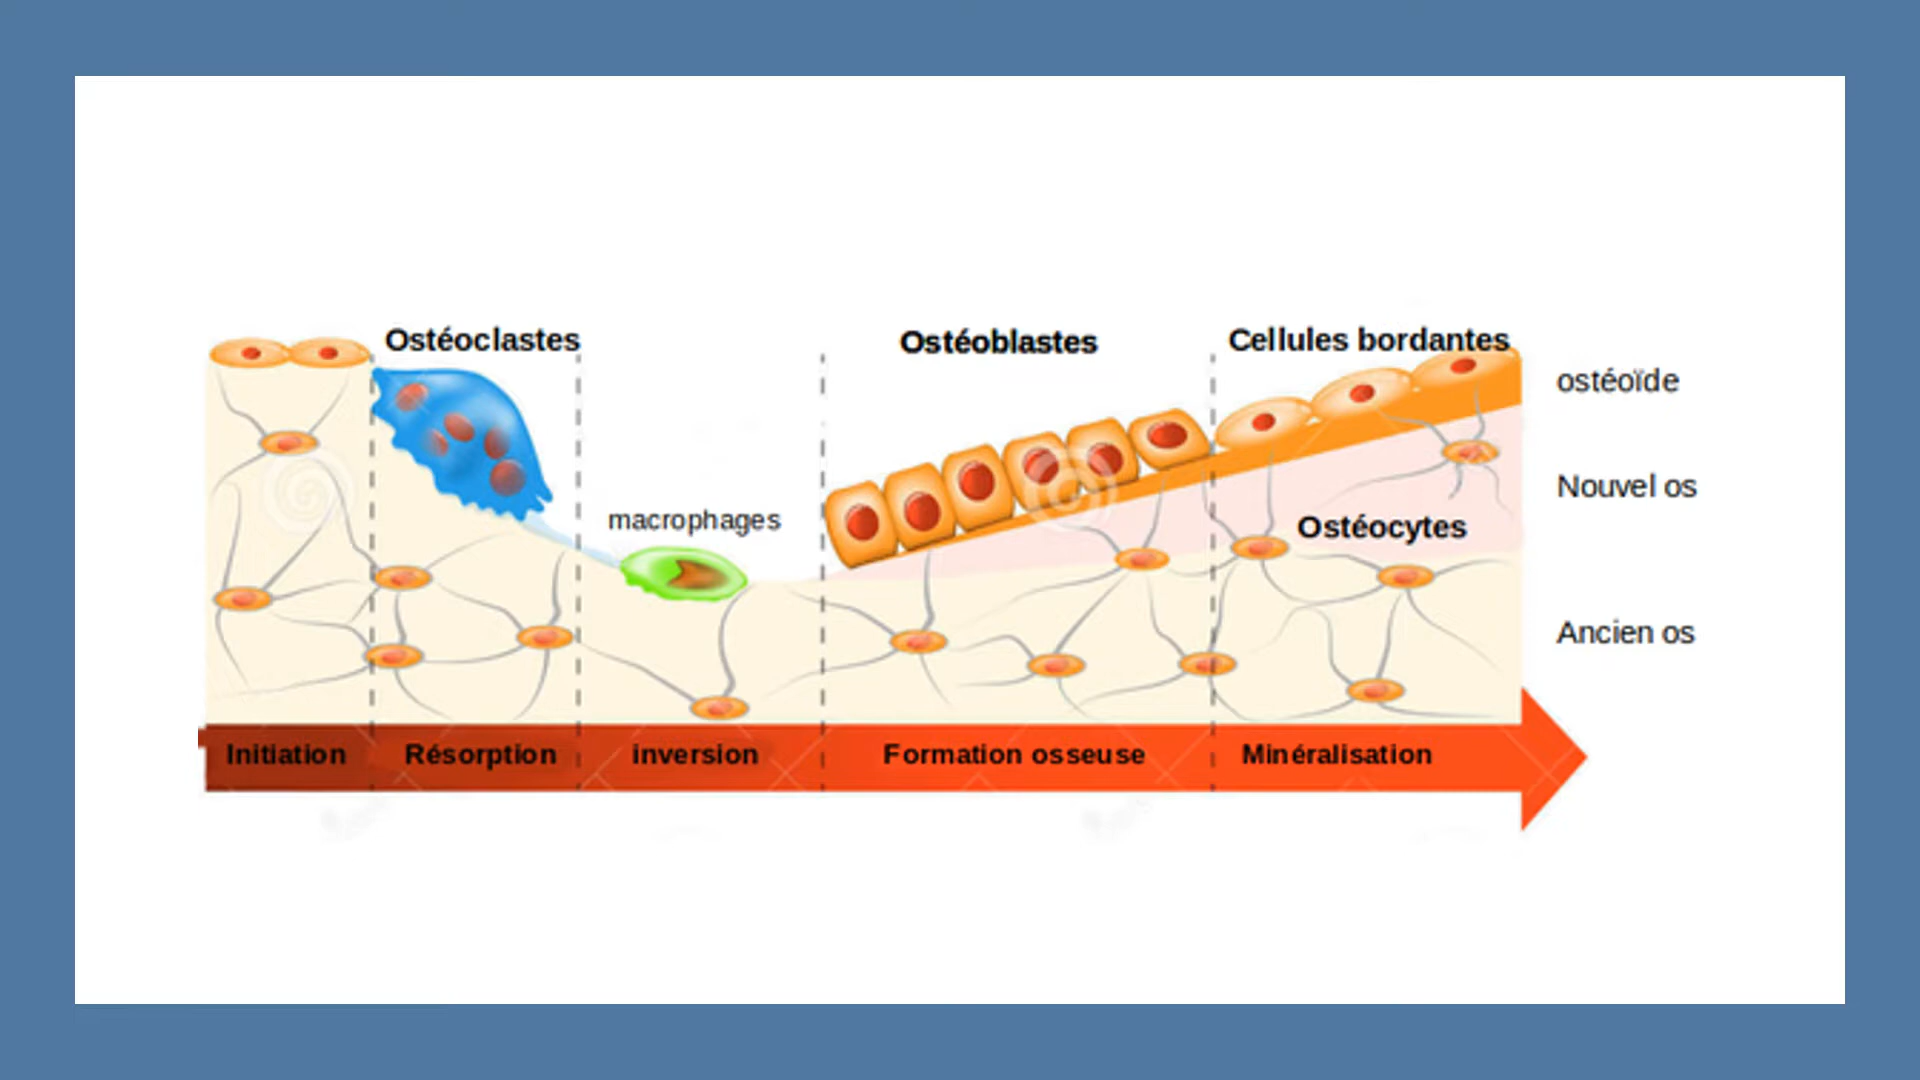 Ostéoclastes
Ostéoblastes
Cellules bordantes
ostéoïde
Nouvel os
macrophages
Ostéocytes
Ancien os
Initiation
Résorption
inversion
Formation osseuse
Minéralisation